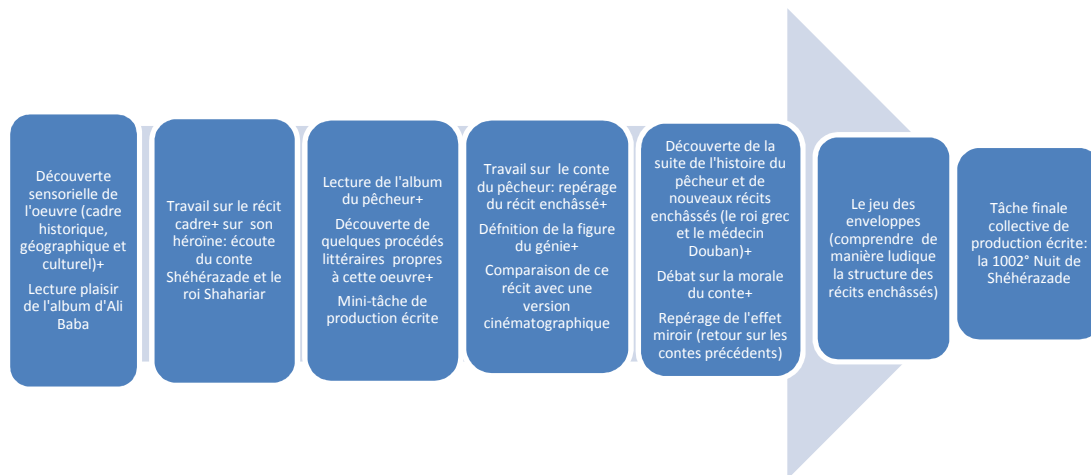 Découverte
sensorielle de
l'oeuvre (cadre
historique,
géographique et
culturel)+
Lecture plaisir
de l'album d'Ali
Baba
Travail sur le récit
cadre+ sur son
héroïne: écoute
du conte
Shéhérazade et le
roi Shahariar
Lecture de l'album
du pêcheur+
Découverte de
quelques procédés
littéraires propres
à cette oeuvre+
Mini-tâche de
production écrite
Travail sur le conte
du pêcheur: repérage
du récit enchâssé+
Défnition de la figure
du génie+
Comparaison de ce
récit avec une
version
cinématographique
Découverte de la
suite de l'histoire du
pêcheur et de
nouveaux récits
enchâssés (le roi grec
et le médecin
Douban)+
Débat sur la morale
du conte+
Repérage de l'effet
miroir (retour sur les
contes précédents)
Le jeu des
enveloppes
(comprendre de
manière ludique
la structure des
récits enchâssés)
Tâche finale
collective de
production écrite:
la 1002° Nuit de
Shéhérazade